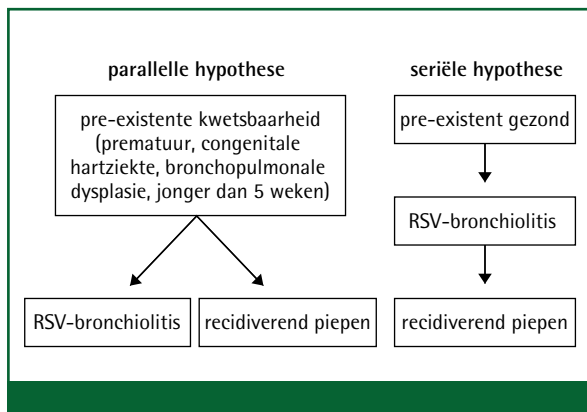 parallelle hypothese
pre-existente kwetsbaarheid
(prematuur, congenitale
hartziekte, bronchopulmonale
dysplasie, jonger dan 5 weken)
RSV-bronchiolitis
recidiverend piepen
seriële hypothese
pre-existent gezond
RSV-bronchiolitis
recidiverend piepen